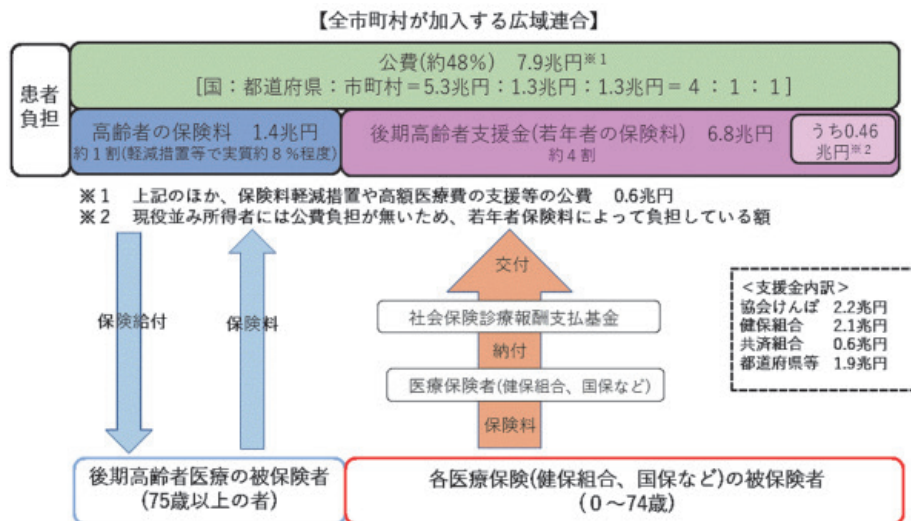 【全市町村が加入する広域連合】
患者
負担
公費(約48%) 7.9兆円※1
[国：都道府県：市町村＝5.3兆円：1.3兆円：1.3兆円＝4：1：1]
高齢者の保険料 1.4兆円
約1割(軽減措置等で実質約8%程度)
後期高齢者支援金(若年者の保険料) 6.8兆円
約4割
うち0.46
兆円※2
※1 上記のほか、保険料軽減措置や高額医療費の支援等の公費 0.6兆円
※2 現役並み所得者には公費負担が無いため、若年者保険料によって負担している額
保険給付
保険料
交付
社会保険診療報酬支払基金
納付
医療保険者(健保組合、国保など)
保険料
＜支援金内訳＞
協会けんぽ 2.2兆円
健保組合 2.1兆円
共済組合 0.6兆円
都道府県等 1.9兆円
後期高齢者医療の被保険者
(75歳以上の者)
各医療保険(健保組合、国保など)の被保険者
(0～74歳)